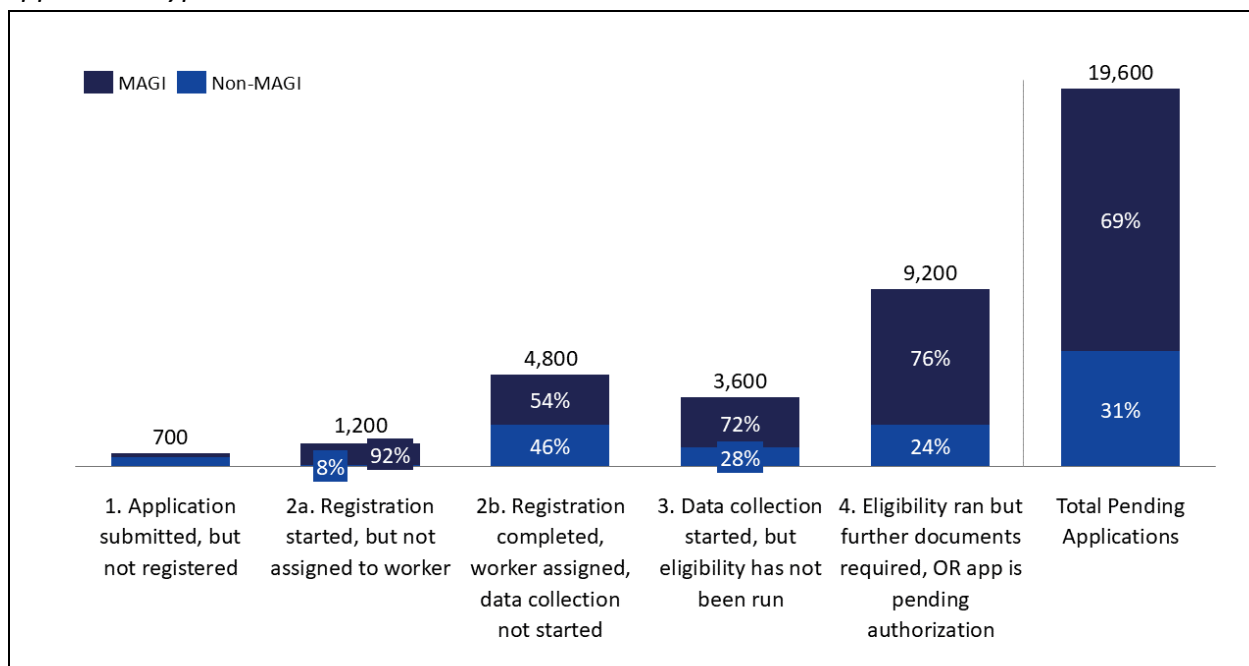 MAGI Non-MAGI
19,600
69%
31%
9,200
76%
24%
4,800
54%
46%
3,600
72%
28%
1,200
8% 92%
700
1. Application
submitted, but
not registered
2a. Registration
started, but not
assigned to worker
2b. Registration
completed,
worker assigned,
data collection
not started
3. Data collection
started, but
eligibility has not
been run
4. Eligibility ran but
further documents
required, OR app is
pending
authorization
Total Pending
Applications